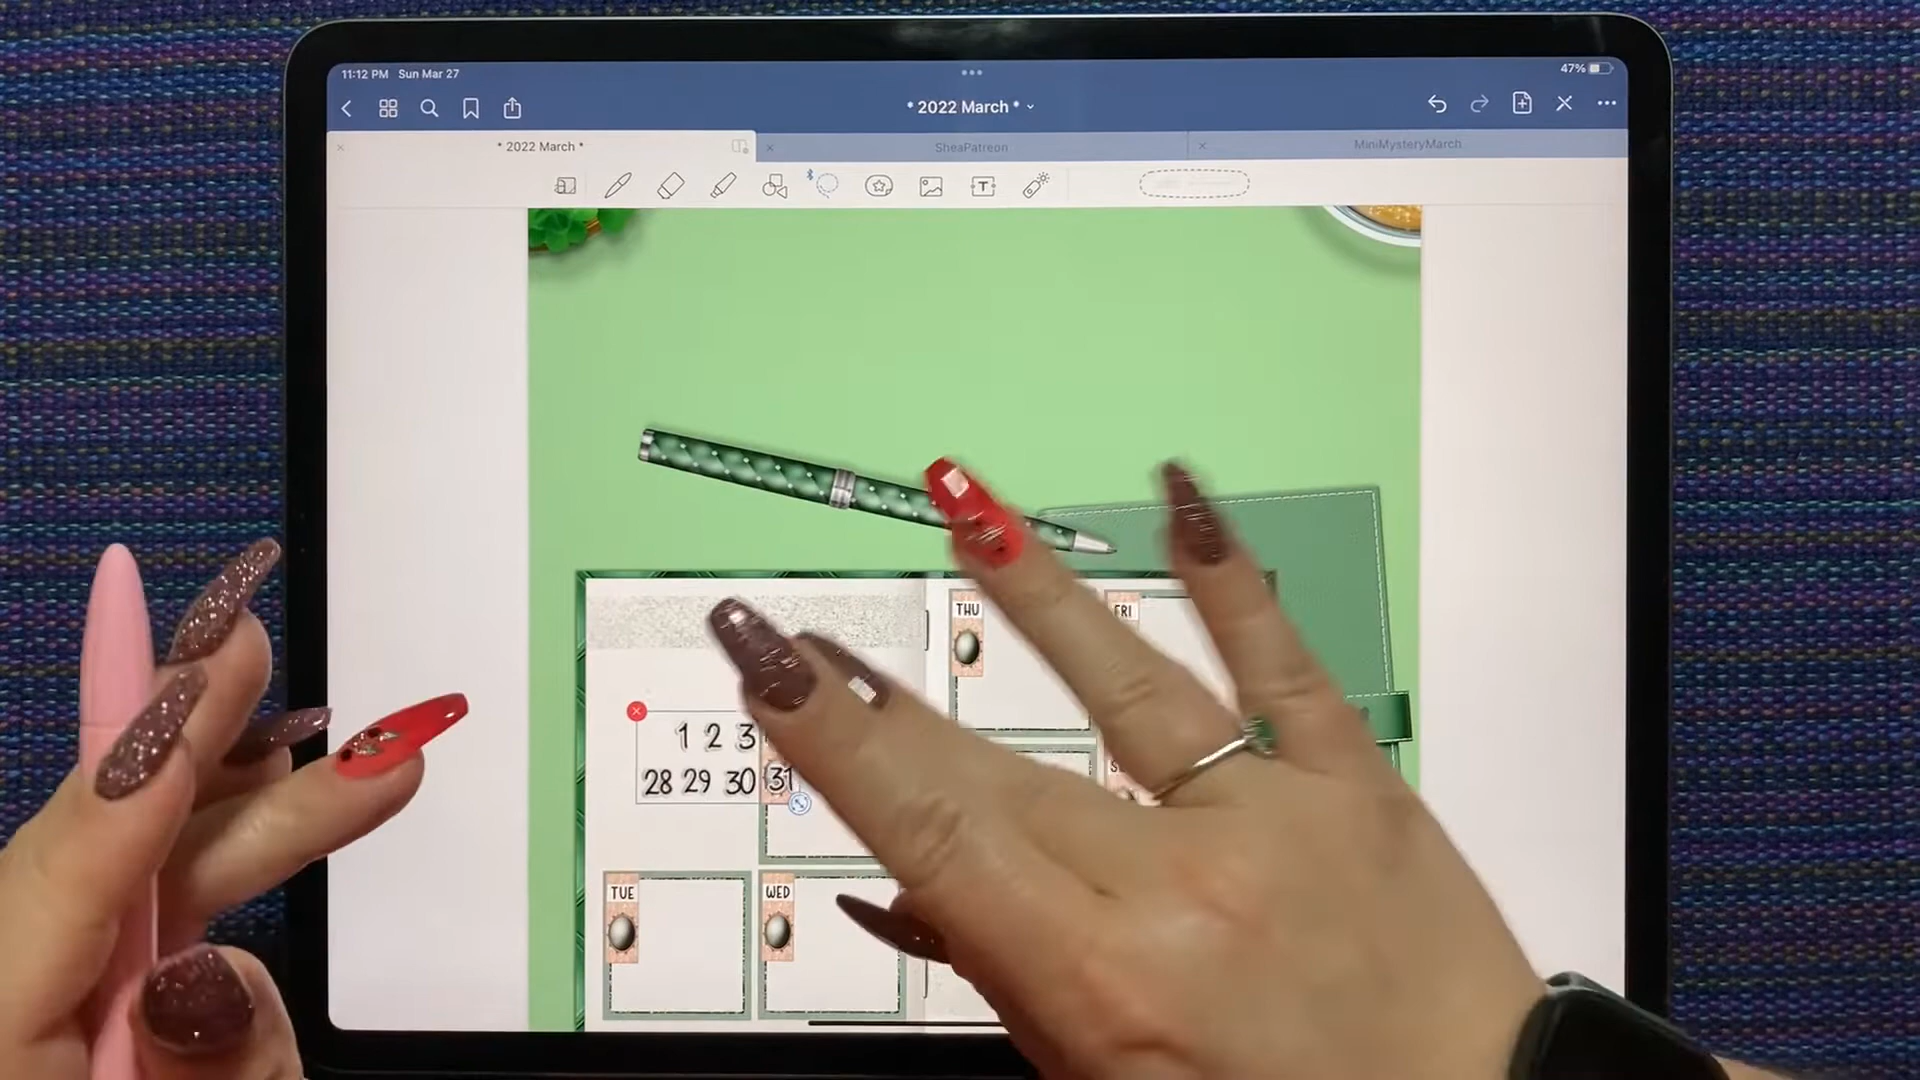 11:12 PM Sun Mar 27
47%
* 2022 March *
* 2022 March *
SheaPatreon
MiniMysteryMarch
T
THU
FRI
1 2 3
28 29 30 31
TUE
WED